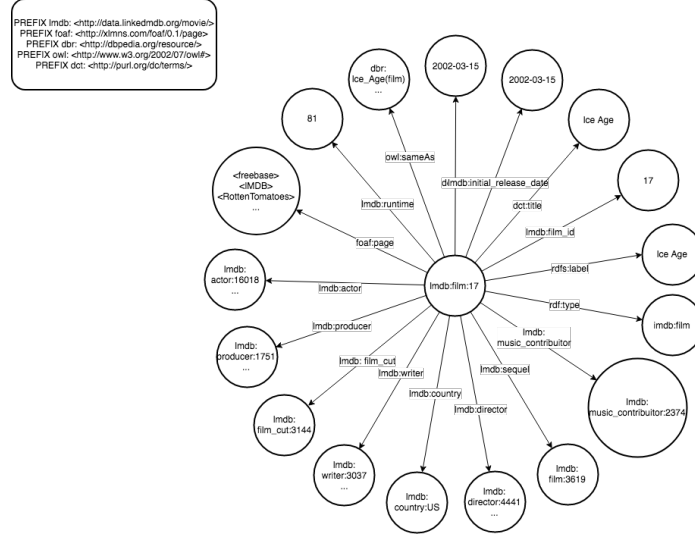 PREFIX lmdb: <http://data.linkedmdb.org/movie/>
PREFIX foaf: <http://xlmns.com/foaf/0.1/page>
PREFIX dbr: <http://dbpedia.org/resource/>
PREFIX owl: <http://www.w3.org/2002/07/owl#>
PREFIX dct: <http://purl.org/dc/terms/>
dbr:
Ice_Age(film)
...
2002-03-15
2002-03-15
Ice Age
81
17
<freebase>
<IMDB>
<RottenTomatoes>
...
owl:sameAs
lmdb:initial_release_date
dct:title
lmdb:runtime
lmdb:film_id
foaf:page
Ice Age
rdfs:label
lmdb:
actor:16018
...
lmdb:actor
lmdb:film:17
rdf:type
imdb:film
lmdb:producer
lmdb:
music_contribuitor
lmdb:
producer:1751
...
lmdb: film_cut
lmdb:writer
lmdb:sequel
lmdb:country
lmdb:director
lmdb:
music_contribuitor:2374
lmdb:
film_cut:3144
lmdb:
writer:3037
...
lmdb:
country:US
lmdb:
director:4441
...
lmdb:
film:3619